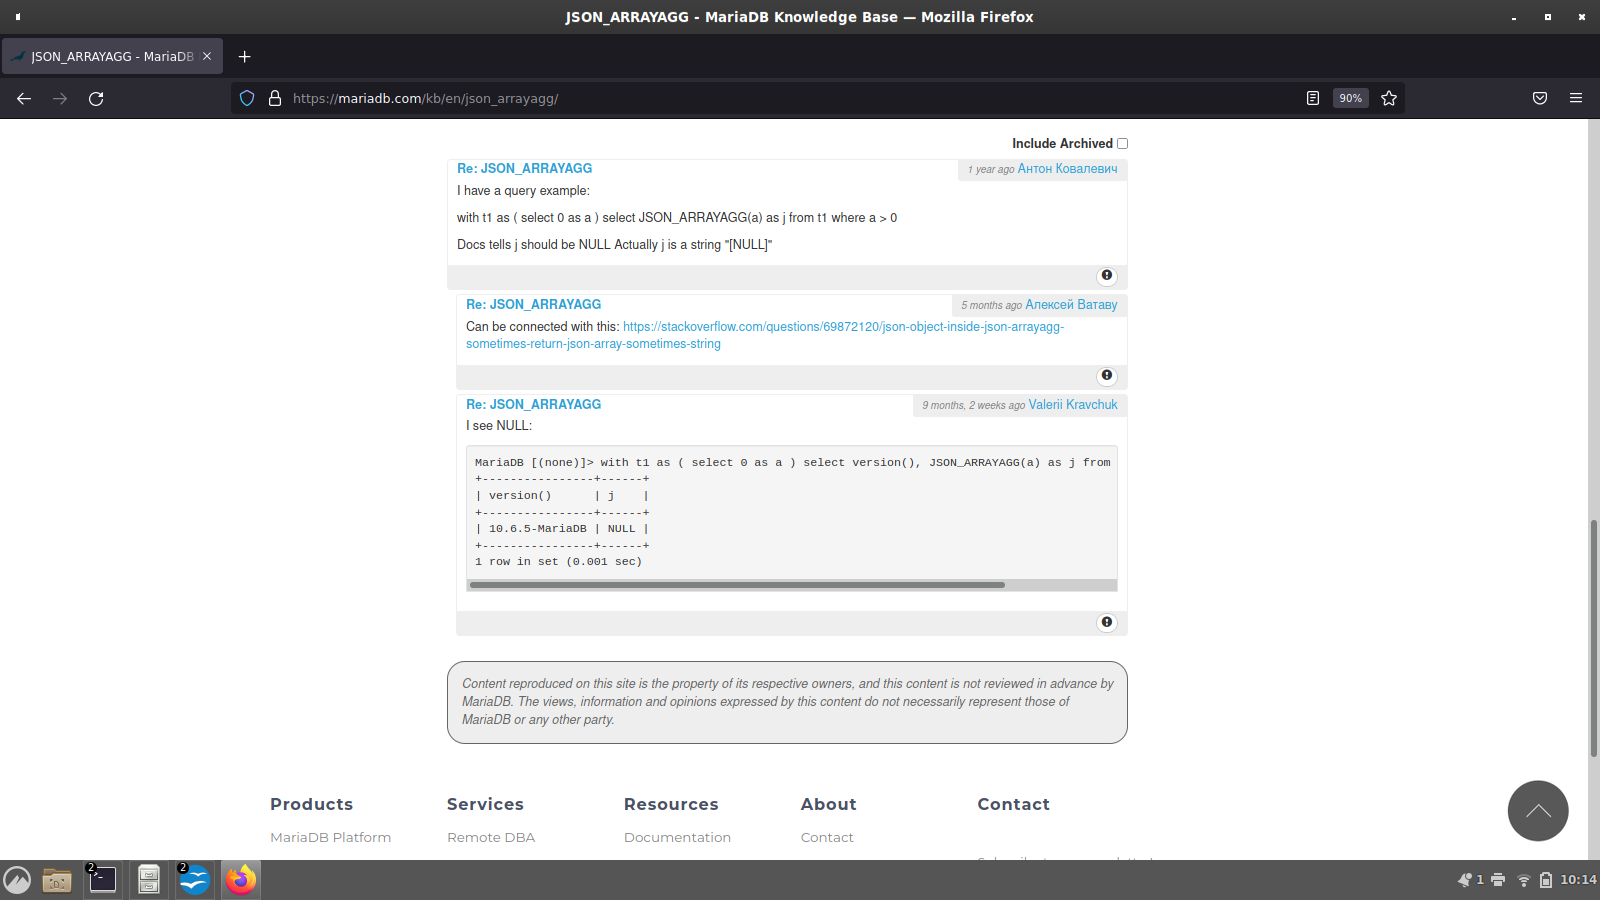 JSON_ARRAYAGG - MariaDB Knowledge Base — Mozilla Firefox
JSON_ARRAYAGG - MariaDB
https://mariadb.com/kb/en/json_arrayagg/
90%
Include Archived
Re: JSON_ARRAYAGG
1 year ago Антон Ковалевич
I have a query example:
with t1 as ( select 0 as a ) select JSON_ARRAYAGG(a) as j from t1 where a > 0
Docs tells j should be NULL Actually j is a string "[NULL]"
Re: JSON_ARRAYAGG
5 months ago Алексей Ватаву
Can be connected with this: https://stackoverflow.com/questions/69872120/json-object-inside-json-arrayagg-
sometimes-return-json-array-sometimes-string
Re: JSON_ARRAYAGG
9 months, 2 weeks ago Valerii Kravchuk
I see NULL:
MariaDB [(none)]> with t1 as ( select 0 as a ) select version(), JSON_ARRAYAGG(a) as j from
+----------------+------+
| version()      | j    |
+----------------+------+
| 10.6.5-MariaDB | NULL |
+----------------+------+
1 row in set (0.001 sec)
Content reproduced on this site is the property of its respective owners, and this content is not reviewed in advance by
MariaDB. The views, information and opinions expressed by this content do not necessarily represent those of
MariaDB or any other party.
Products
Services
Resources
About
Contact
MariaDB Platform
Remote DBA
Documentation
Contact
2
2
1
10:14